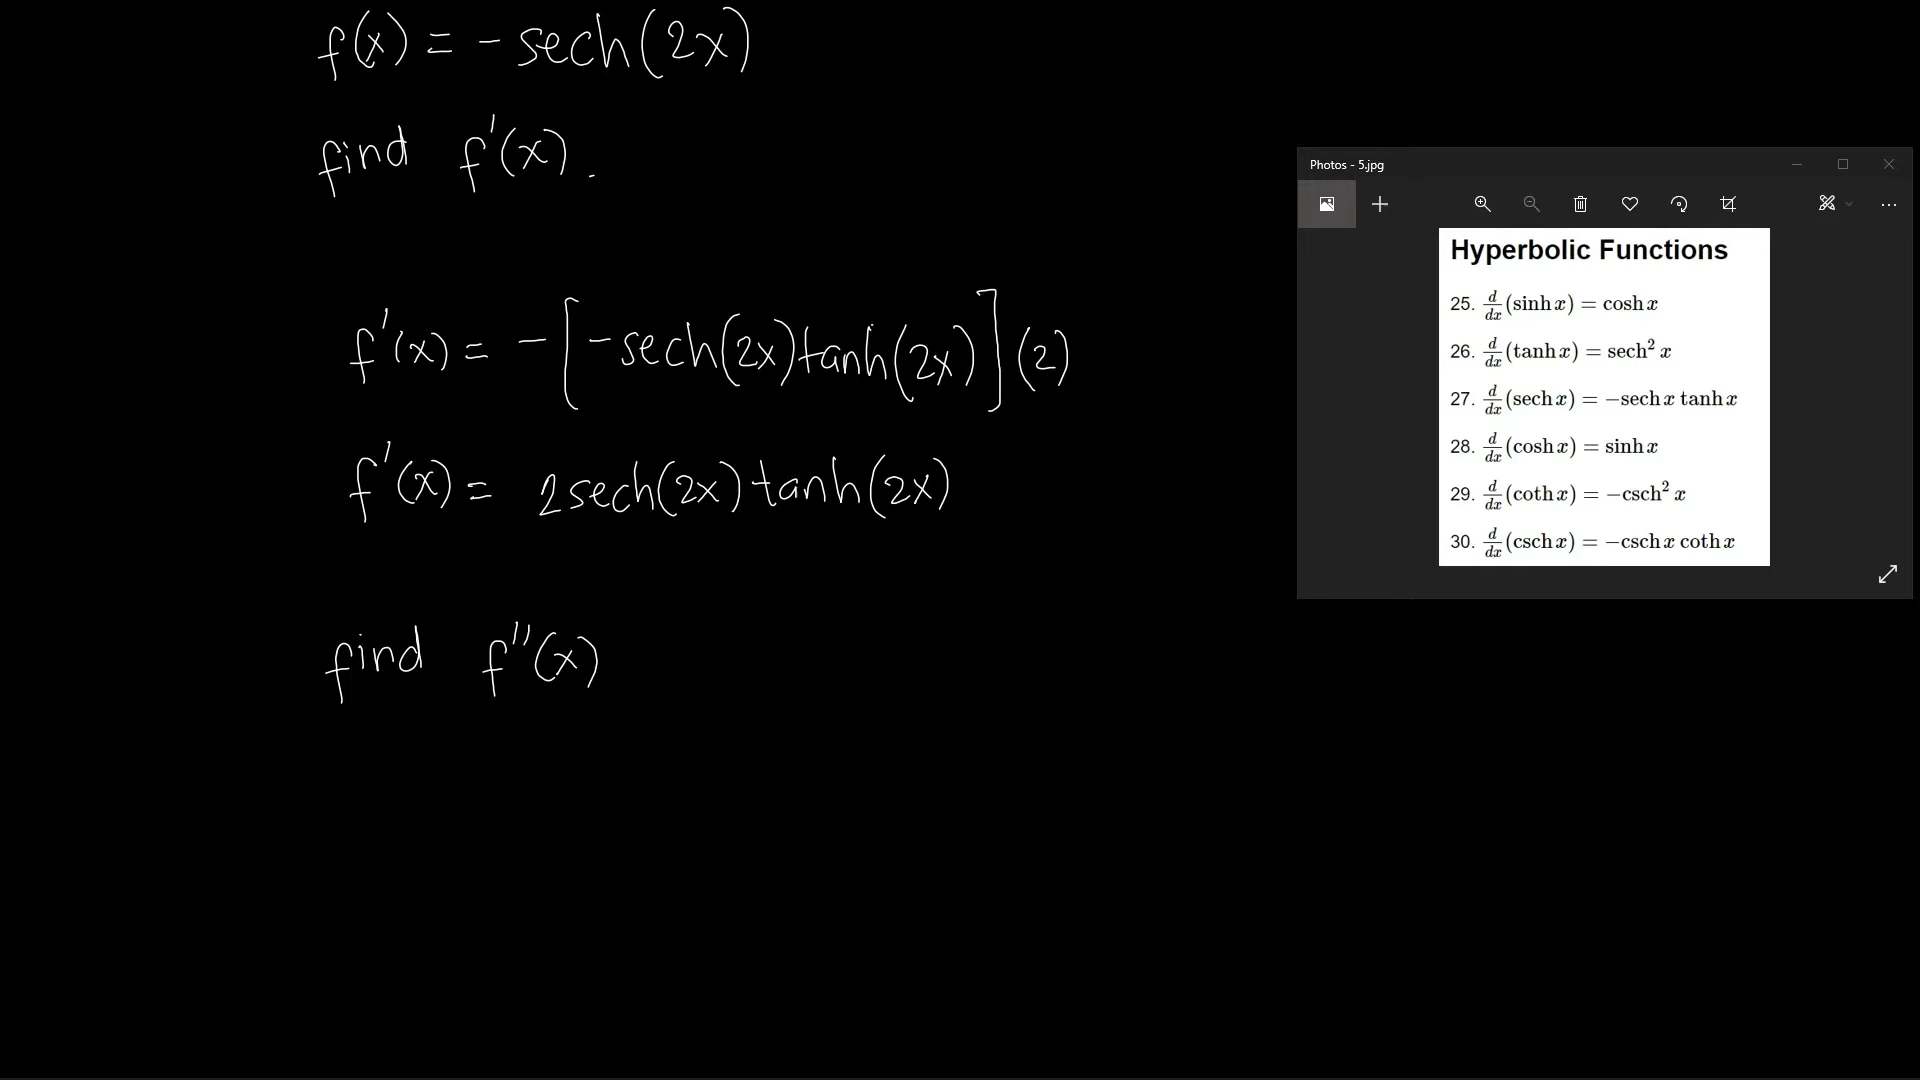 f(x) = - sech(2x)
find f'(x).
f'(x) = -[-sech(2x)tanh(2x)](2)
f'(x) = 2sech(2x)tanh(2x)
find f''(x)
Photos - 5.jpg
Hyperbolic Functions
25. d/dx (sinh x) = cosh x
26. d/dx (tanh x) = sech² x
27. d/dx (sech x) = −sech x tanh x
28. d/dx (cosh x) = sinh x
29. d/dx (coth x) = −csch² x
30. d/dx (csch x) = −csch x coth x